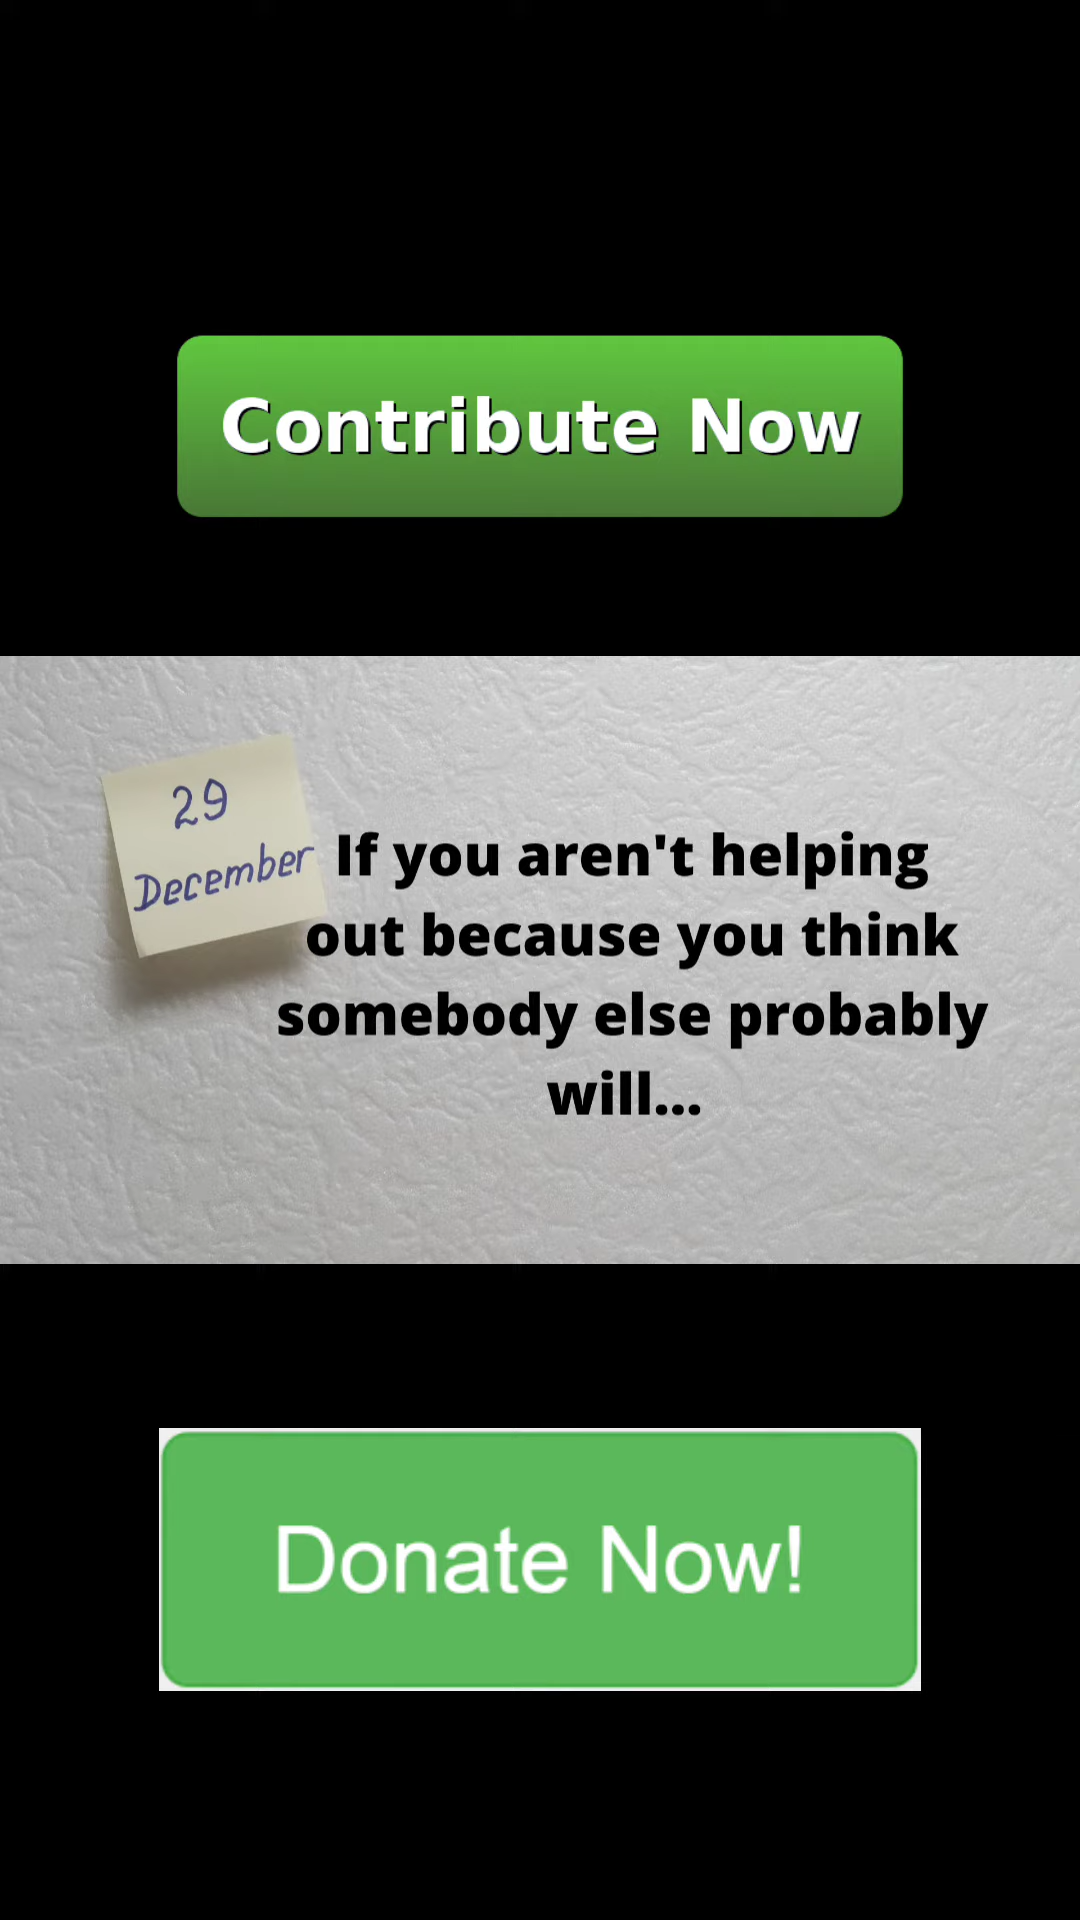 Contribute Now
29
December
If you aren't helping
out because you think
somebody else probably
will...
Donate Now!